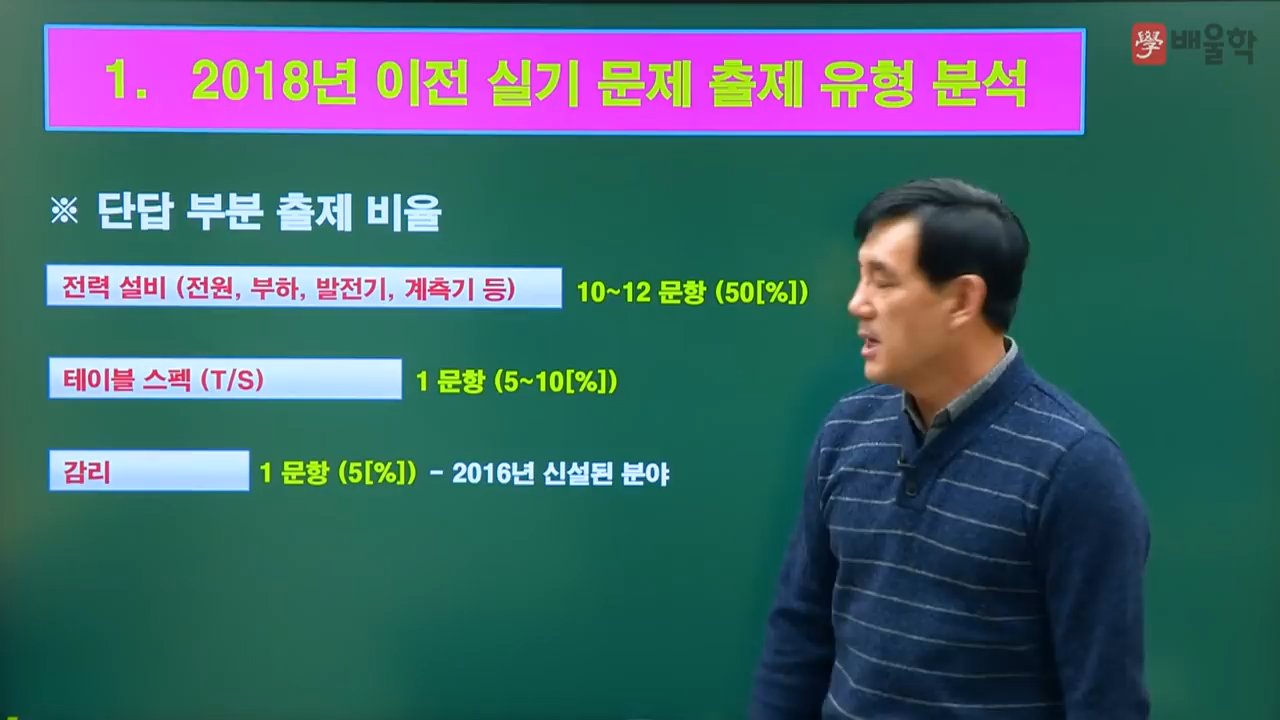 學 배울학
1. 2018년 이전 실기 문제 출제 유형 분석
※ 단답 부분 출제 비율
전력 설비 (전원, 부하, 발전기, 계측기 등) 10~12 문항 (50[%])
테이블 스펙 (T/S) 1 문항 (5~10[%])
감리 1 문항 (5[%]) - 2016년 신설된 분야